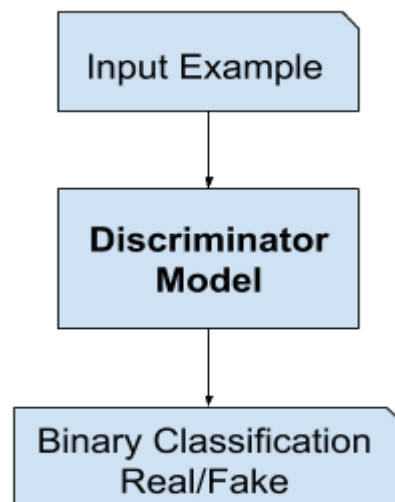 Input Example
Discriminator
Model
Binary Classification
Real/Fake